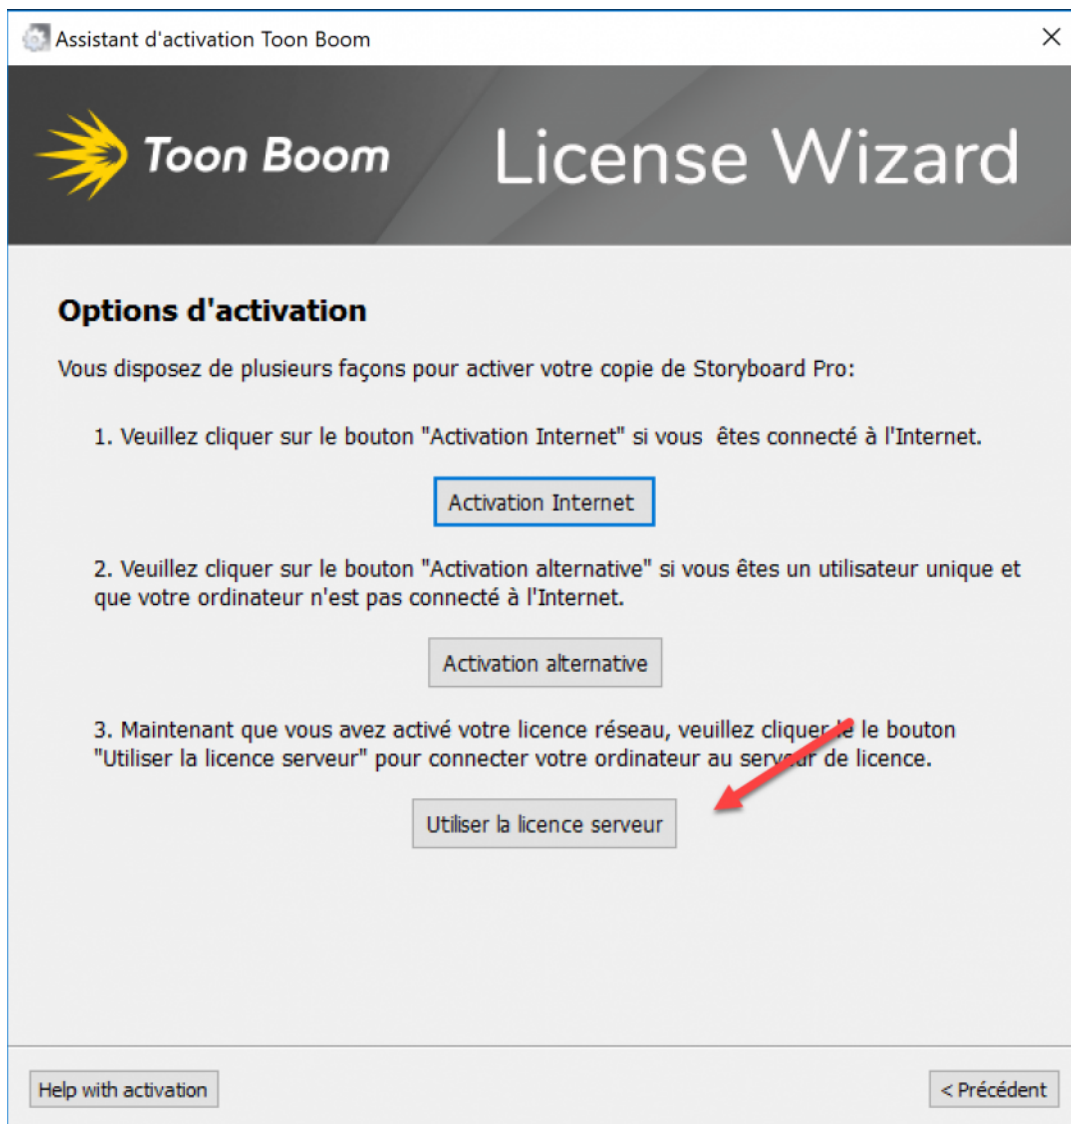 Assistant d'activation Toon Boom
Toon Boom
License Wizard
Options d'activation
Vous disposez de plusieurs façons pour activer votre copie de Storyboard Pro:
1. Veuillez cliquer sur le bouton "Activation Internet" si vous  êtes connecté à l'Internet.
Activation Internet
2. Veuillez cliquer sur le bouton "Activation alternative" si vous êtes un utilisateur unique et
que votre ordinateur n'est pas connecté à l'Internet.
Activation alternative
3. Maintenant que vous avez activé votre licence réseau, veuillez cliquer le le bouton
"Utiliser la licence serveur" pour connecter votre ordinateur au serveur de licence.
Utiliser la licence serveur
Help with activation
< Précédent